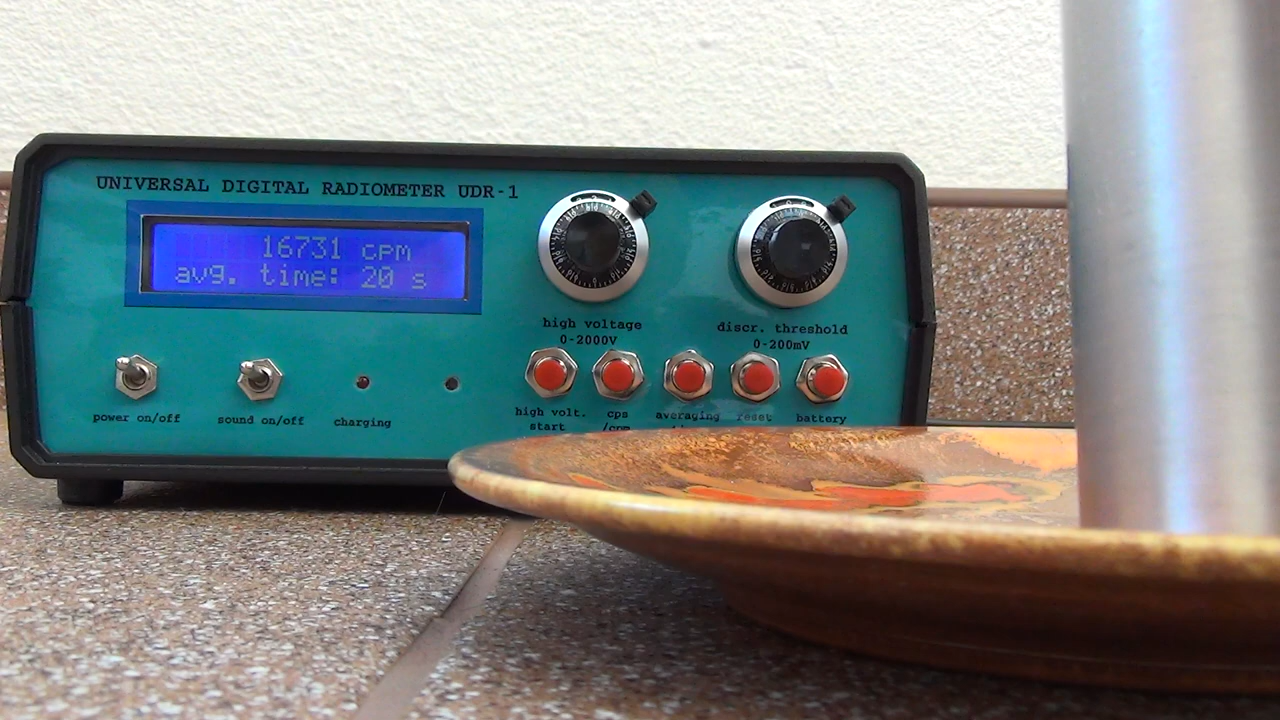 UNIVERSAL DIGITAL RADIOMETER UDR-1
16731 cpm
avg. time: 20 s
high voltage
0-2000V
discr. threshold
0-200mV
power on/off
sound on/off
charging
high volt.
start
cps
/cpm
averaging
reset
battery